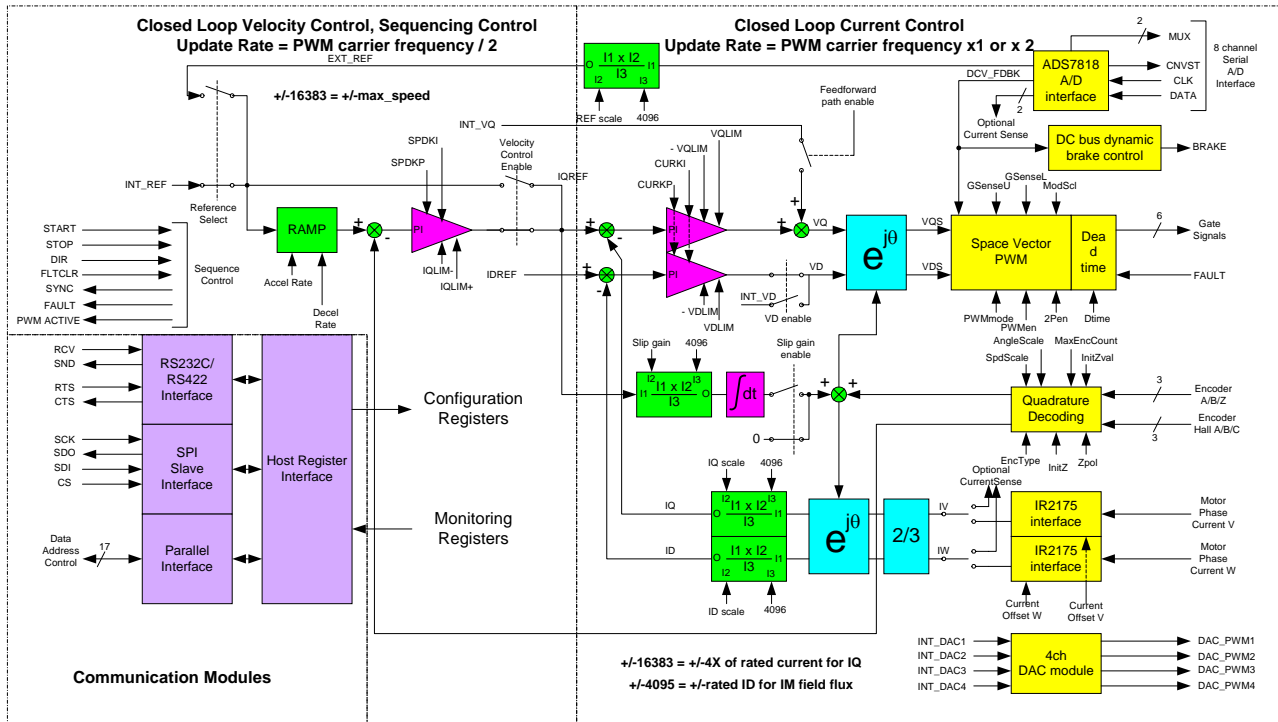 Closed Loop Velocity Control, Sequencing Control
Update Rate = PWM carrier frequency / 2
Closed Loop Current Control
Update Rate = PWM carrier frequency x1 or x 2
EXT_REF
+/-16383 = +/-max_speed
O
I1 x I2
I3
I1
I2
I3
REF scale
4096
INT_VQ
Feedforward
path enable
DCV_FDBK
2
Optional
Current Sense
ADS7818
A/D
interface
2
MUX
CNVST
CLK
DATA
8 channel
Serial
A/D
Interface
DC bus dynamic
brake control
BRAKE
INT_REF
Reference
Select
SPDKP
SPDKI
Velocity
Control
Enable
IQREF
CURKP
CURKI
- VQLIM
VQLIM
GSenseU
GSenseL
ModScl
START
STOP
DIR
FLTCLR
SYNC
FAULT
PWM ACTIVE
Sequence
Control
RAMP
Accel Rate
Decel
Rate
+
-
PI
IQLIM-
IQLIM+
IDREF
+
-
+
-
PI
PI
+
+
VQ
VD
INT_VD
VD enable
- VDLIM
VDLIM
e
jθ
VQS
VDS
Space Vector
PWM
Dea
d
time
6
Gate
Signals
FAULT
PWMmode
PWMen
2Pen
Dtime
AngleScale
SpdScale
MaxEncCount
InitZval
RCV
SND
RTS
CTS
RS232C/
RS422
Interface
SCK
SDO
SDI
CS
SPI
Slave
Interface
Data
Address
Control
17
Parallel
Interface
Host Register
Interface
Configuration
Registers
Monitoring
Registers
Slip gain
4096
I2
I3
I1
I1 x I2
I3
O
∫dt
Slip gain
enable
0
+
+
Quadrature
Decoding
3
Encoder
A/B/Z
3
Encoder
Hall A/B/C
EncType
InitZ
Zpol
IQ scale
4096
I2
I3
IQ
O
I1 x I2
I3
I1
ID
O
I1 x I2
I3
I1
I2
I3
ID scale
4096
e
jθ
2/3
IV
IW
Optional
CurrentSense
IR2175
interface
IR2175
interface
Motor
Phase
Current V
Motor
Phase
Current W
Current
Offset W
Current
Offset V
Communication Modules
+/-16383 = +/-4X of rated current for IQ
+/-4095 = +/-rated ID for IM field flux
INT_DAC1
INT_DAC2
INT_DAC3
INT_DAC4
4ch
DAC module
DAC_PWM1
DAC_PWM2
DAC_PWM3
DAC_PWM4